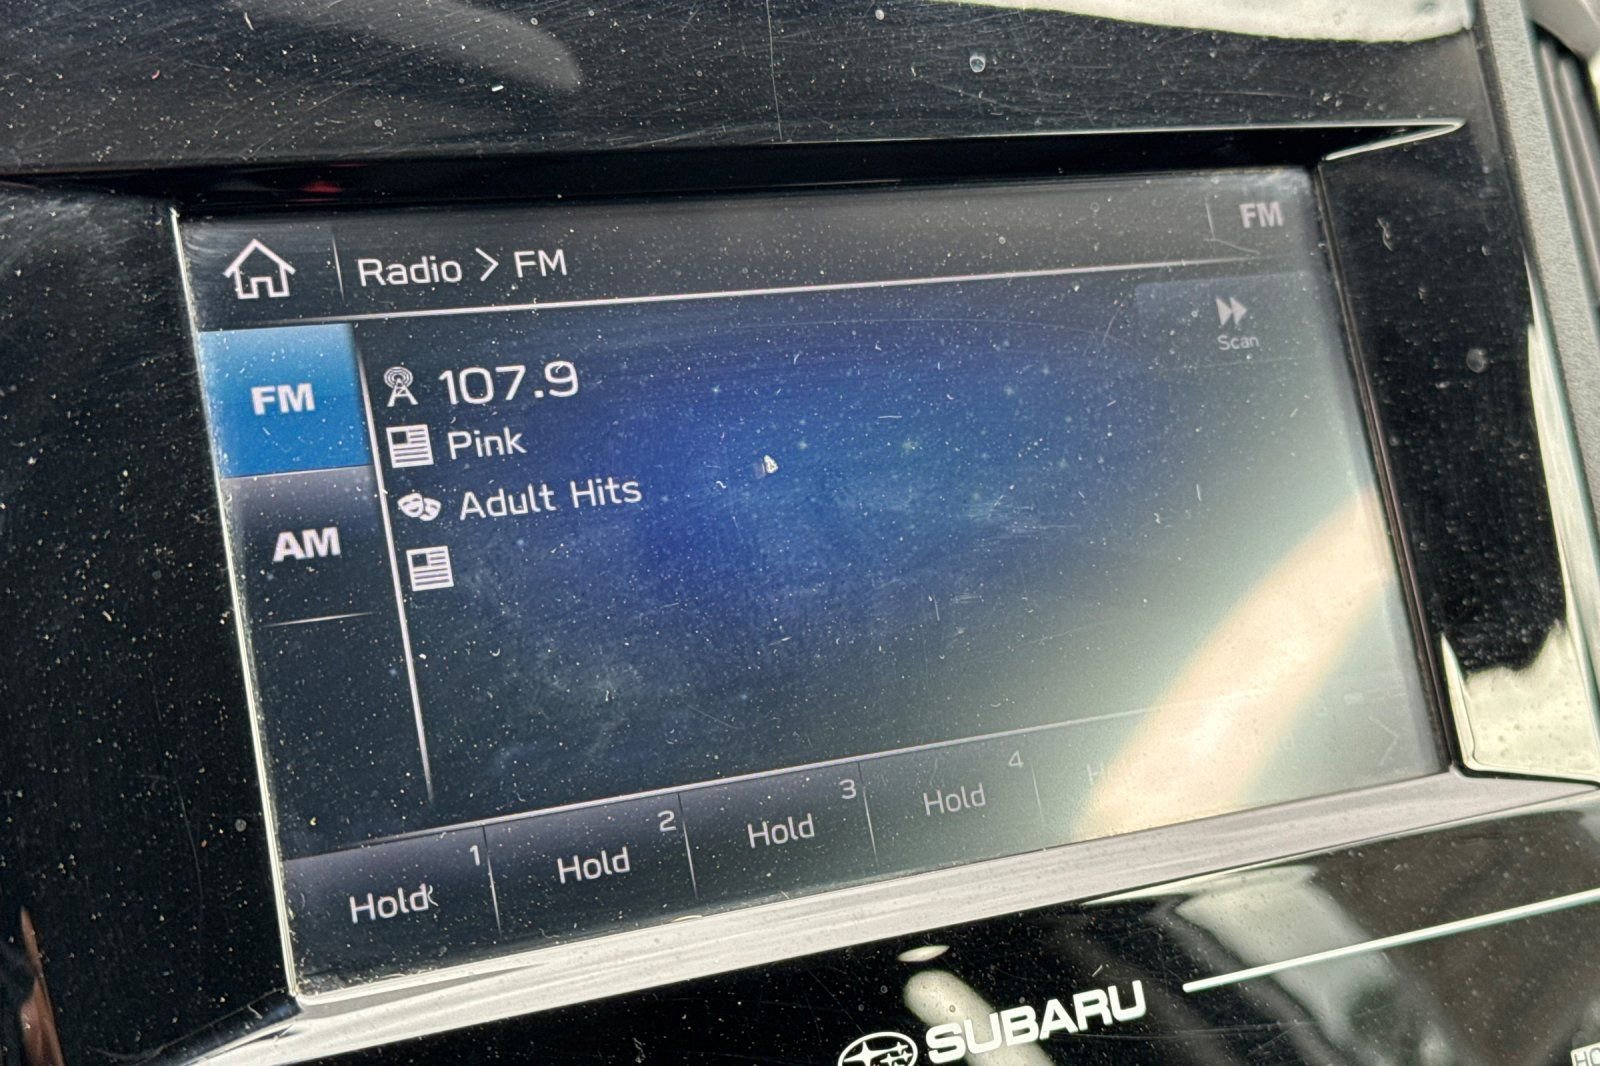 Radio > FM
FM
Scan
FM
107.9
Pink
Adult Hits
AM
1
Hold
2
Hold
3
Hold
4
Hold
SUBARU